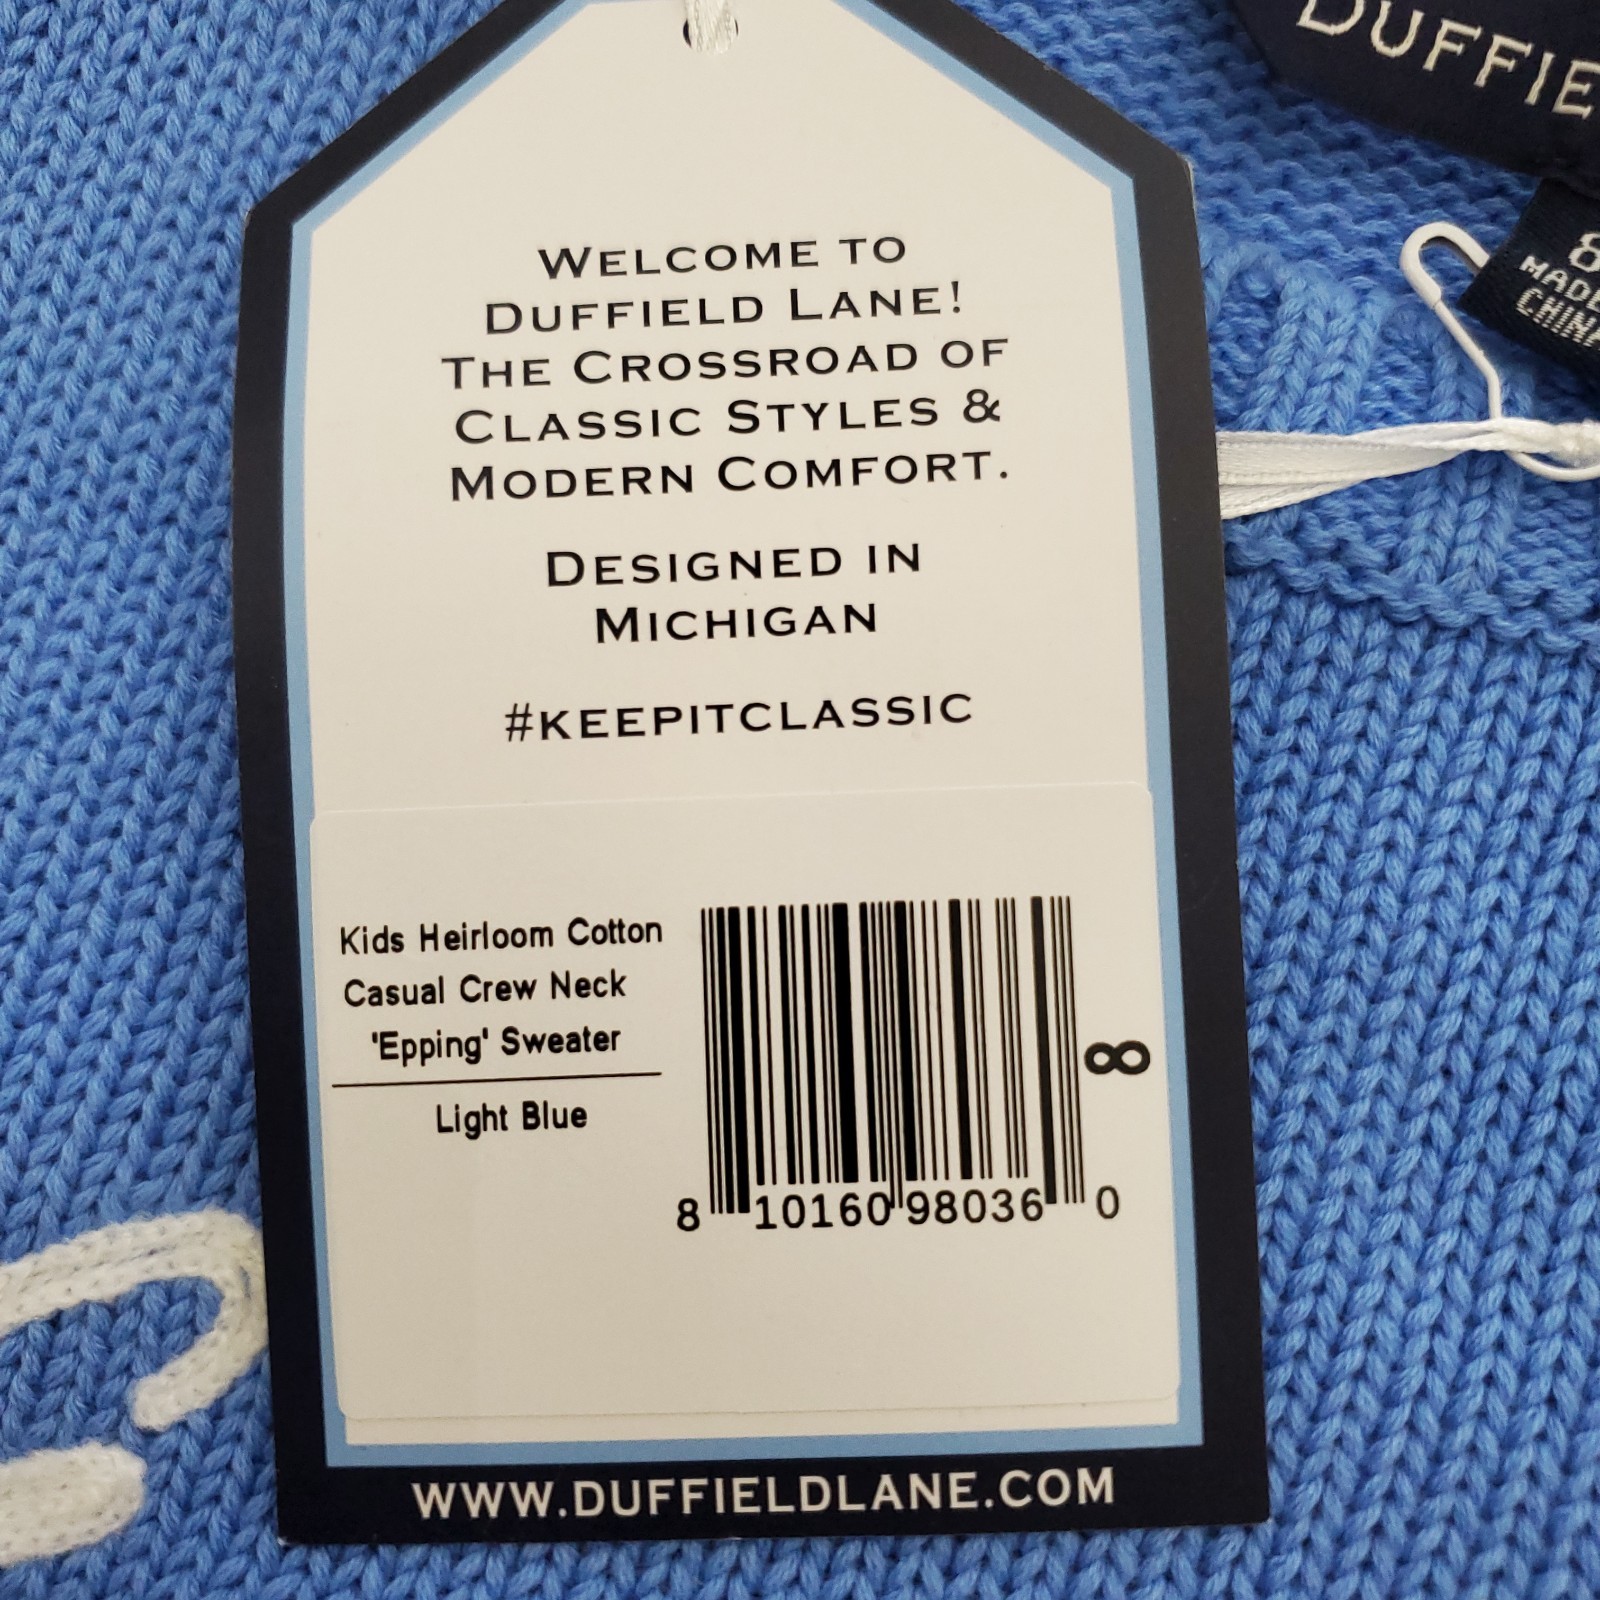 DUFFIE
8
MADE
CHINA
WELCOME TO
DUFFIELD LANE!
THE CROSSROAD OF
CLASSIC STYLES &
MODERN COMFORT.
DESIGNED IN
MICHIGAN
#KEEPITCLASSIC
Kids Heirloom Cotton
Casual Crew Neck
'Epping' Sweater
Light Blue
8
8 10160 98036 0
WWW.DUFFIELDLANE.COM